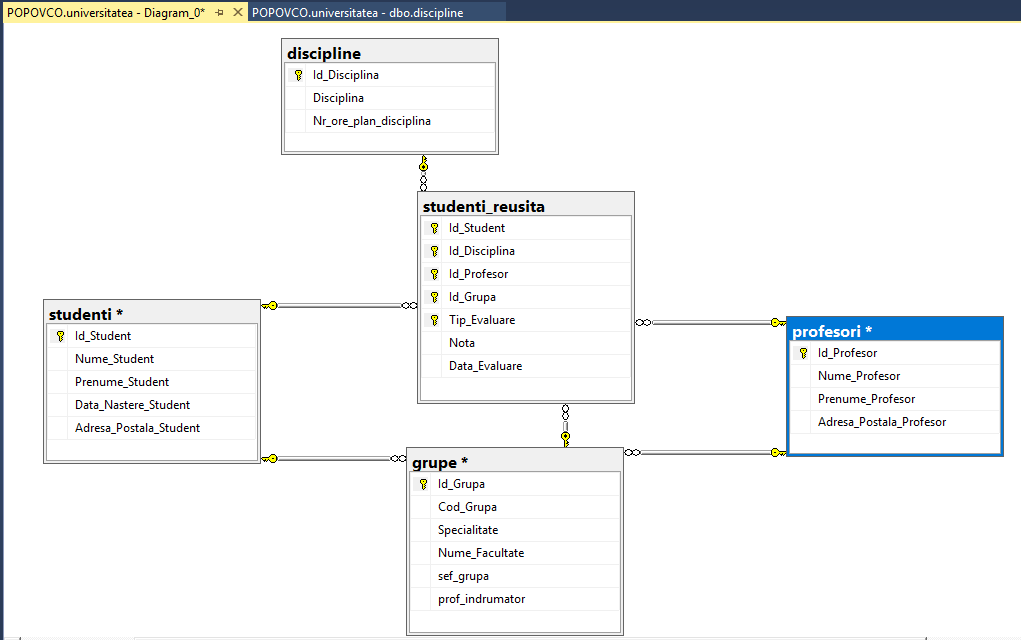 POPOVCO.universitatea - Diagram_0*
POPOVCO.universitatea - dbo.discipline
discipline
Id_Disciplina
Disciplina
Nr_ore_plan_disciplina
studenti_reusita
Id_Student
Id_Disciplina
Id_Profesor
Id_Grupa
Tip_Evaluare
Nota
Data_Evaluare
studenti *
Id_Student
Nume_Student
Prenume_Student
Data_Nastere_Student
Adresa_Postala_Student
profesori *
Id_Profesor
Nume_Profesor
Prenume_Profesor
Adresa_Postala_Profesor
grupe *
Id_Grupa
Cod_Grupa
Specialitate
Nume_Facultate
sef_grupa
prof_indrumator